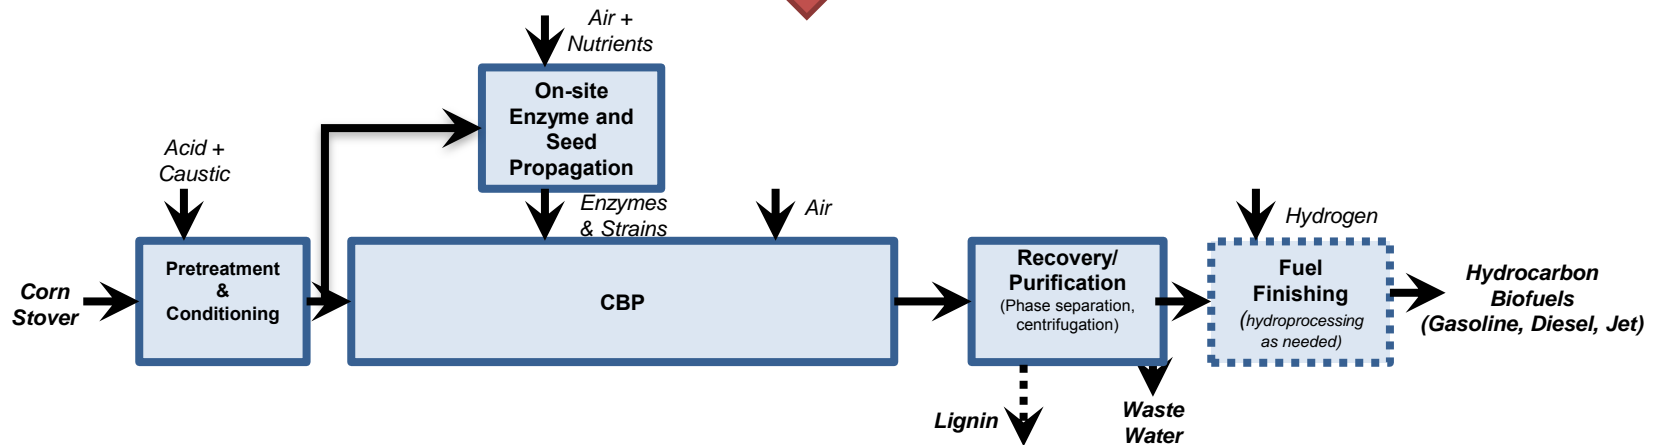 Air +
Nutrients
On-site
Enzyme and
Seed
Propagation
Acid +
Caustic
Enzymes
& Strains
Air
Hydrogen
Corn
Stover
Pretreatment
&
Conditioning
CBP
Recovery/
Purification
(Phase separation,
centrifugation)
Fuel
Finishing
(hydroprocessing
as needed)
Hydrocarbon
Biofuels
(Gasoline, Diesel, Jet)
Lignin
Waste
Water